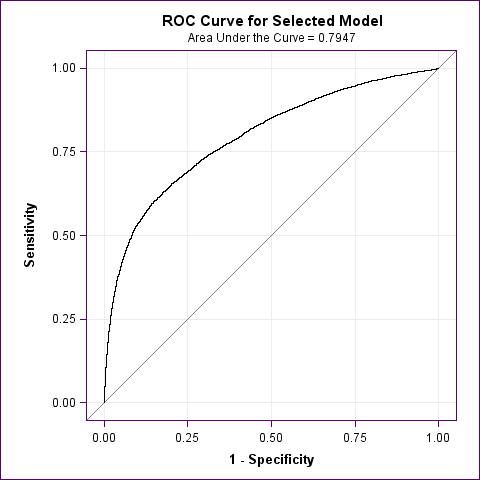 ROC Curve for Selected Model
Area Under the Curve = 0.7947
1.00
0.75
0.50
0.25
0.00
Sensitivity
0.00 0.25 0.50 0.75 1.00
1 - Specificity